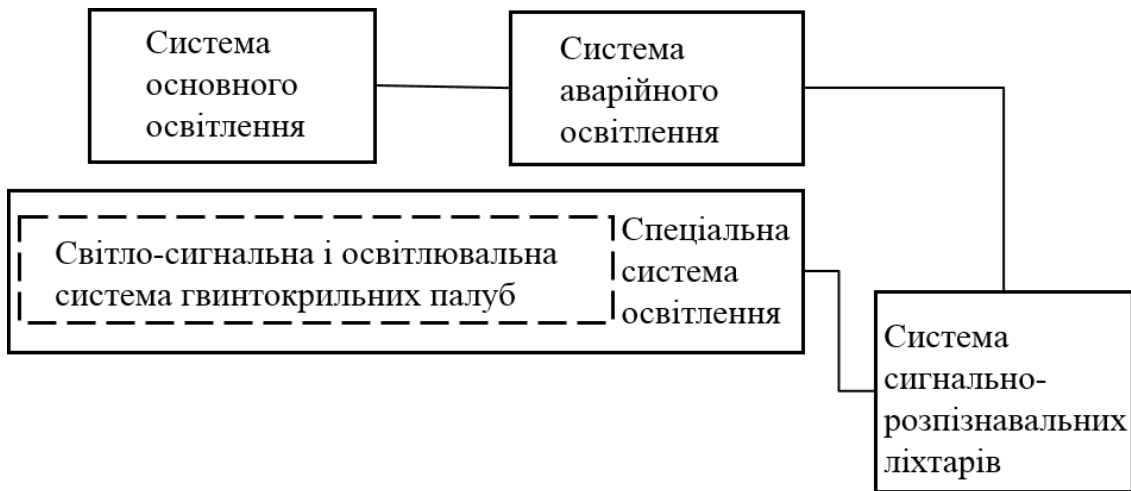 Система
основного
освітлення
Система
аварійного
освітлення
Світло-сигнальна і освітлювальна
система гвинтокрильних палуб
Спеціальна
система
освітлення
Система
сигнально-
розпізнавальних
ліхтарів